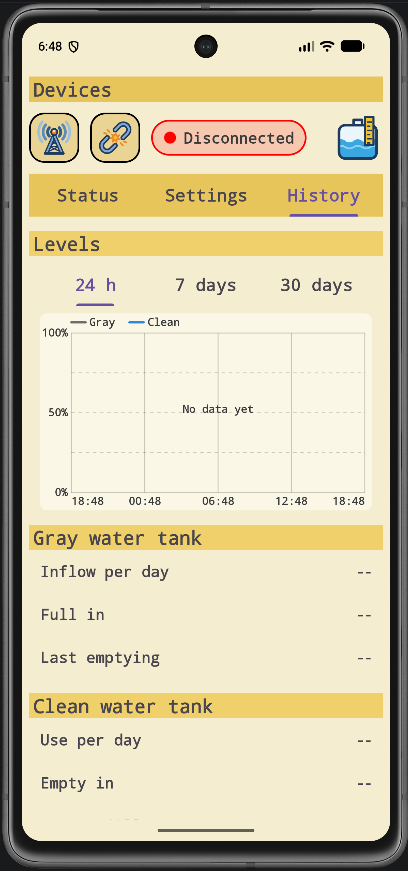 6:48
Devices
Disconnected
Status Settings History
Levels
24 h 7 days 30 days
Gray Clean
100%
No data yet
50%
0%
18:48 00:48 06:48 12:48 18:48
Gray water tank
Inflow per day --
Full in --
Last emptying --
Clean water tank
Use per day --
Empty in --